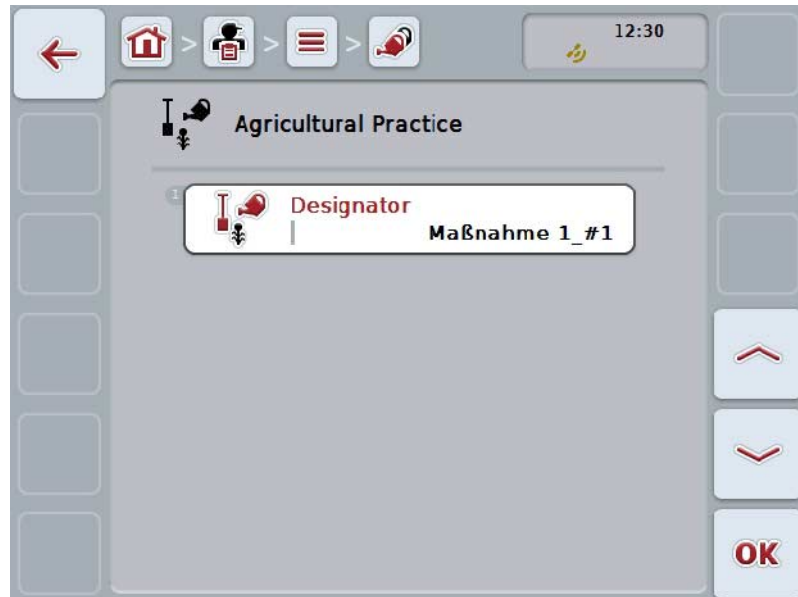 > > >
12:30
Agricultural Practice
1
Designator
Maßnahme 1_#1
OK